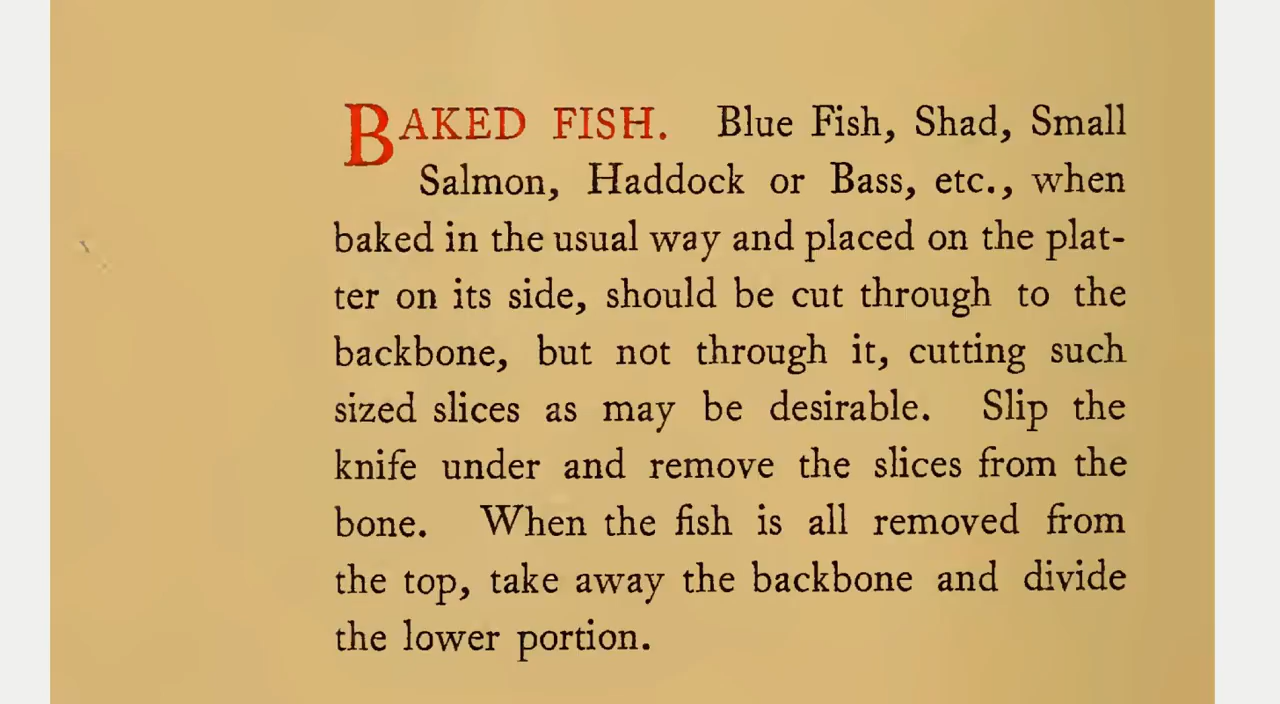 BAKED FISH. Blue Fish, Shad, Small
Salmon, Haddock or Bass, etc., when
baked in the usual way and placed on the plat-
ter on its side, should be cut through to the
backbone, but not through it, cutting such
sized slices as may be desirable. Slip the
knife under and remove the slices from the
bone. When the fish is all removed from
the top, take away the backbone and divide
the lower portion.